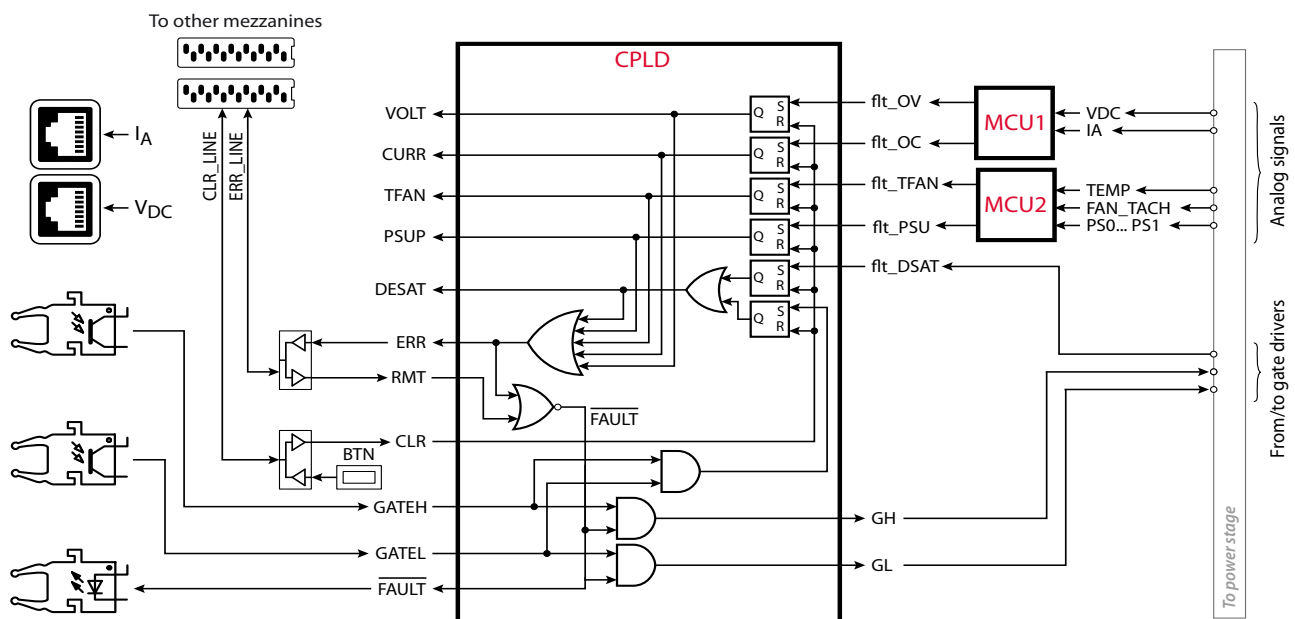 To other mezzanines
CPLD
I_A
V_DC
CLR_LINE
ERR_LINE
VOLT
CURR
TFAN
PSUP
DESAT
ERR
RMT
CLR
BTN
GATEH
GATEL
FAULT
Q S R
Q S R
Q S R
Q S R
Q S R
Q S R
FAULT
flt_OV
flt_OC
flt_TFAN
flt_PSU
flt_DSAT
MCU1
MCU2
VDC
IA
TEMP
FAN_TACH
PS0... PS1
GH
GL
Analog signals
From/to gate drivers
To power stage